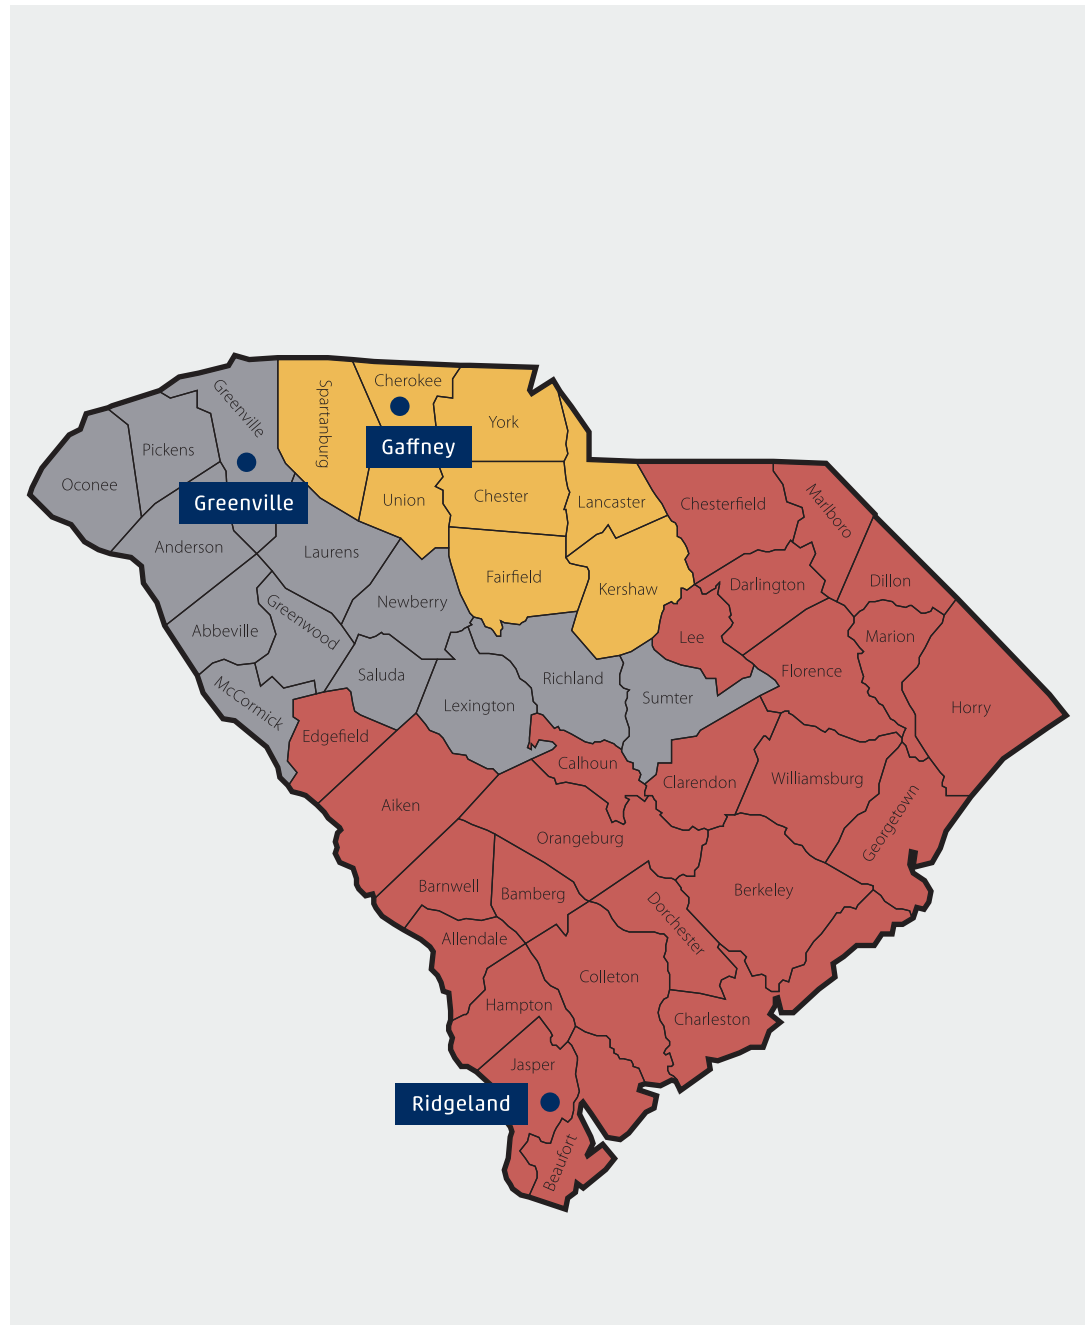 Greenville
Spartanburg
Cherokee
York
Pickens
Gaffney
Oconee
Greenville
Union
Chester
Lancaster
Chesterfield
Marlboro
Anderson
Laurens
Fairfield
Kershaw
Darlington
Dillon
Newberry
Abbeville
Greenwood
Lee
Marion
McCormick
Saluda
Lexington
Richland
Sumter
Florence
Horry
Edgefield
Calhoun
Clarendon
Williamsburg
Aiken
Orangeburg
Georgetown
Barnwell
Bamberg
Berkeley
Allendale
Dorchester
Colleton
Hampton
Charleston
Jasper
Ridgeland
Beaufort